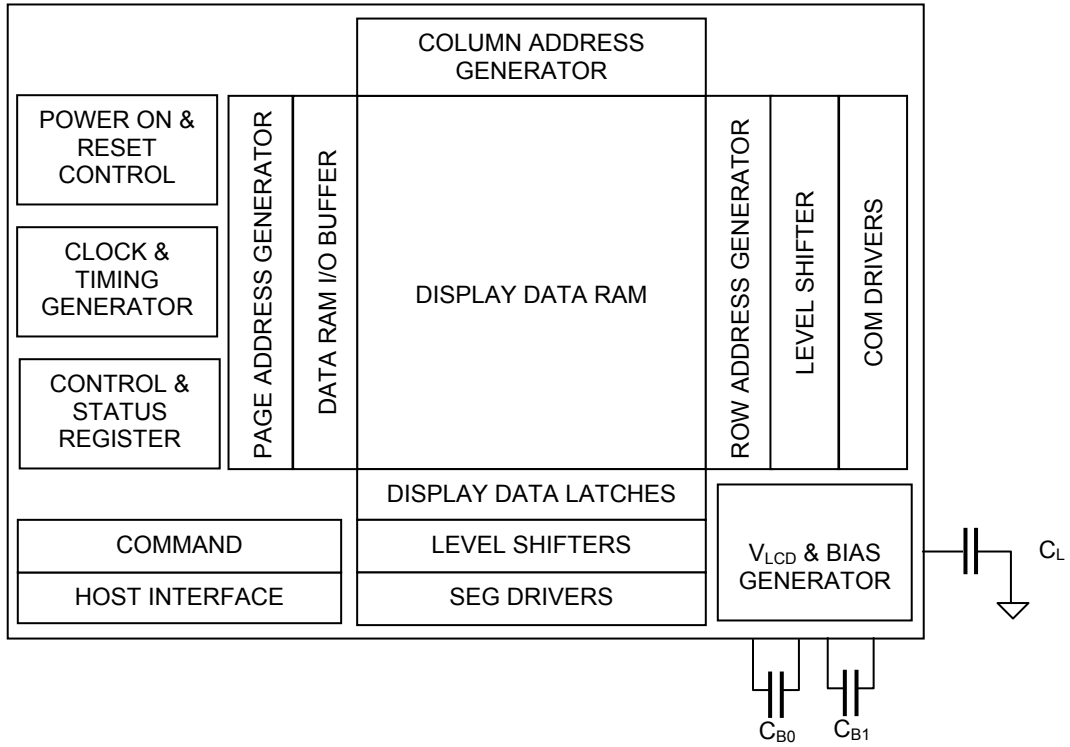 COLUMN ADDRESS
GENERATOR
POWER ON &
RESET
CONTROL
CLOCK &
TIMING
GENERATOR
CONTROL &
STATUS
REGISTER
PAGE ADDRESS GENERATOR
DATA RAM I/O BUFFER
DISPLAY DATA RAM
ROW ADDRESS GENERATOR
LEVEL SHIFTER
COM DRIVERS
DISPLAY DATA LATCHES
COMMAND
HOST INTERFACE
LEVEL SHIFTERS
SEG DRIVERS
VLCD & BIAS
GENERATOR
CL
CB0
CB1